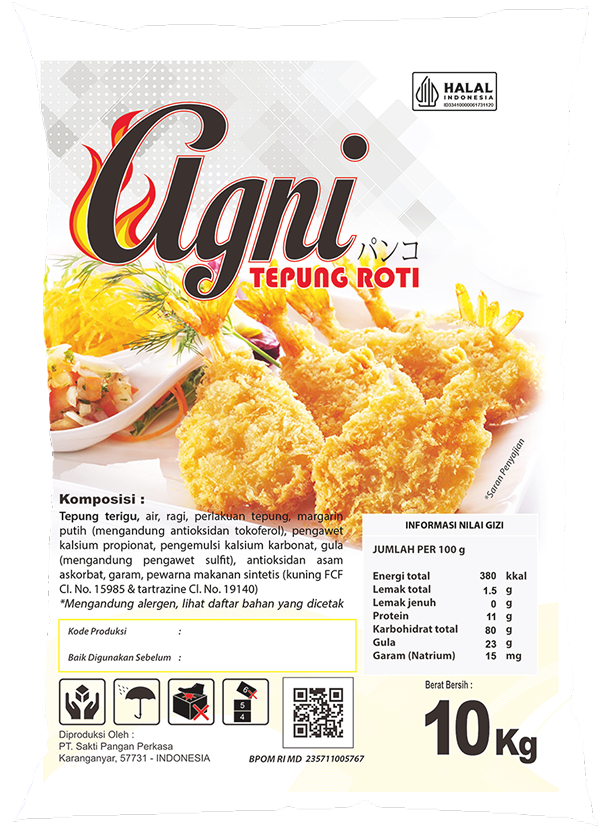 HALAL
INDONESIA
ID33410000061731120
agni
パンコ
TEPUNG ROTI
*Saran Penyajian
Komposisi :
Tepung terigu, air, ragi, perlakuan tepung, margarin
putih (mengandung antioksidan tokoferol), pengawet
kalsium propionat, pengemulsi kalsium karbonat, gula
(mengandung pengawet sulfit), antioksidan asam
askorbat, garam, pewarna makanan sintetis (kuning FCF
Cl. No. 15985 & tartrazine Cl. No. 19140)
*Mengandung alergen, lihat daftar bahan yang dicetak
Kode Produksi :
Baik Digunakan Sebelum :
INFORMASI NILAI GIZI
JUMLAH PER 100 g
Energi total 380 kkal
Lemak total 1.5 g
Lemak jenuh 0 g
Protein 11 g
Karbohidrat total 80 g
Gula 23 g
Garam (Natrium) 15 mg
6
5
4
Diproduksi Oleh :
PT. Sakti Pangan Perkasa
Karanganyar, 57731 - INDONESIA
BPOM RI MD 235711005767
Berat Bersih :
10Kg